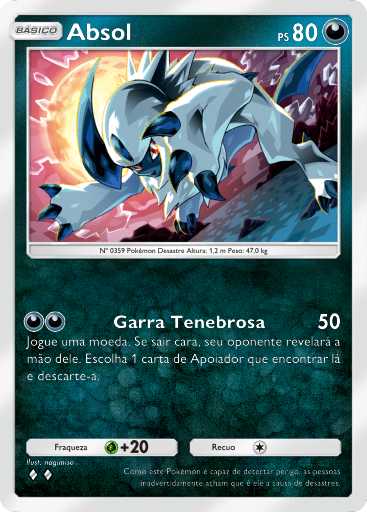 BÁSICO Absol PS 80
Nº 0359 Pokémon Desastre Altura: 1,2 m Peso: 47,0 kg
Garra Tenebrosa 50
Jogue uma moeda. Se sair cara, seu oponente revelará a
mão dele. Escolha 1 carta de Apoiador que encontrar lá
e descarte-a.
Fraqueza +20 Recuo
Ilust. nagimiso
Como este Pokémon é capaz de detectar perigo, as pessoas
inadvertidamente acham que é ele a causa de desastres.